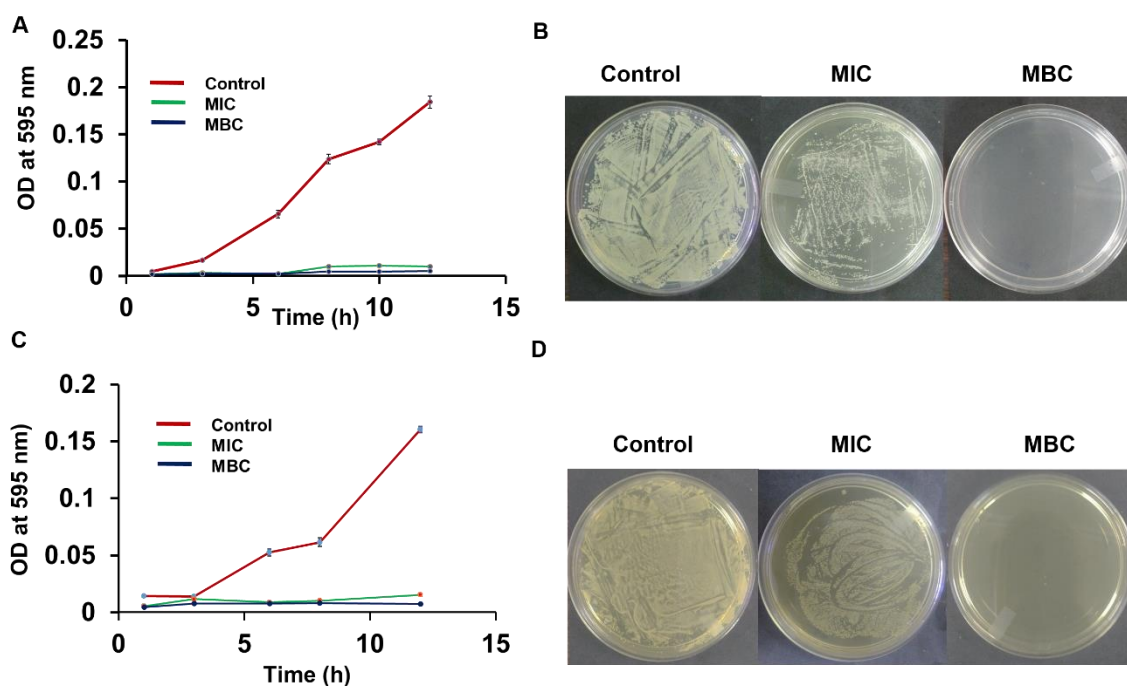 A
OD at 595 nm
0.25
0.2
0.15
0.1
0.05
0
Control
MIC
MBC
0
5
10
15
Time (h)
B
Control
MIC
MBC
C
OD at 595 nm)
0.2
0.15
0.1
0.05
0
Control
MIC
MBC
0
5
10
15
Time (h)
D
Control
MIC
MBC